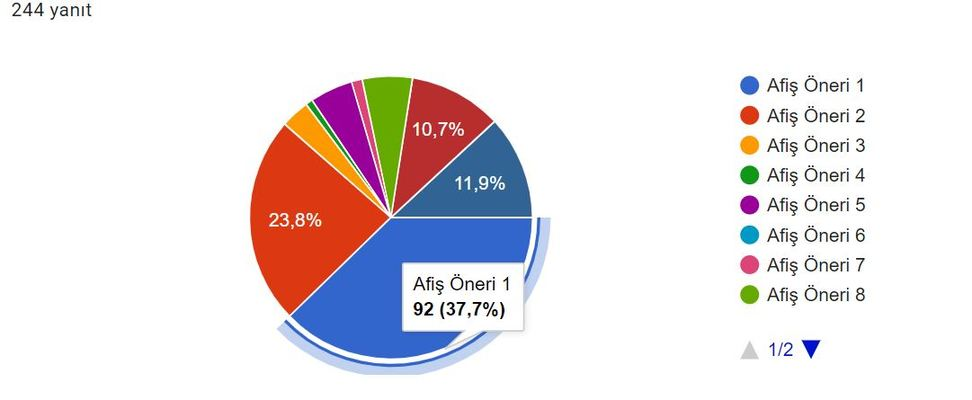 244 yanıt
10,7%
11,9%
23,8%
Afiş Öneri 1
92 (37,7%)
Afiş Öneri 1
Afiş Öneri 2
Afiş Öneri 3
Afiş Öneri 4
Afiş Öneri 5
Afiş Öneri 6
Afiş Öneri 7
Afiş Öneri 8
1/2